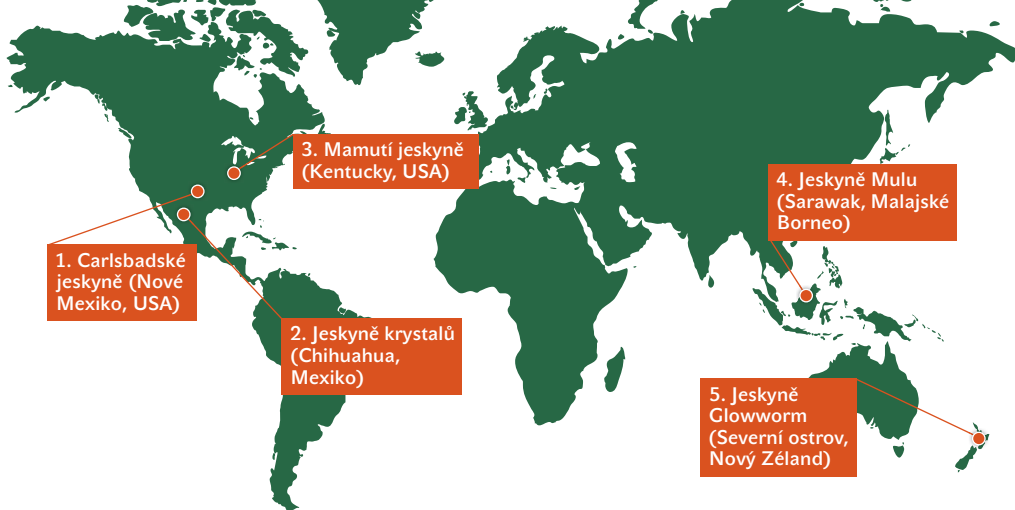 3. Mamutí jeskyně
(Kentucky, USA)
4. Jeskyně Mulu
(Sarawak, Malajské
Borneo)
1. Carlsbadské
jeskyně (Nové
Mexiko, USA)
2. Jeskyně krystalů
(Chihuahua,
Mexiko)
5. Jeskyně
Glowworm
(Severní ostrov,
Nový Zéland)